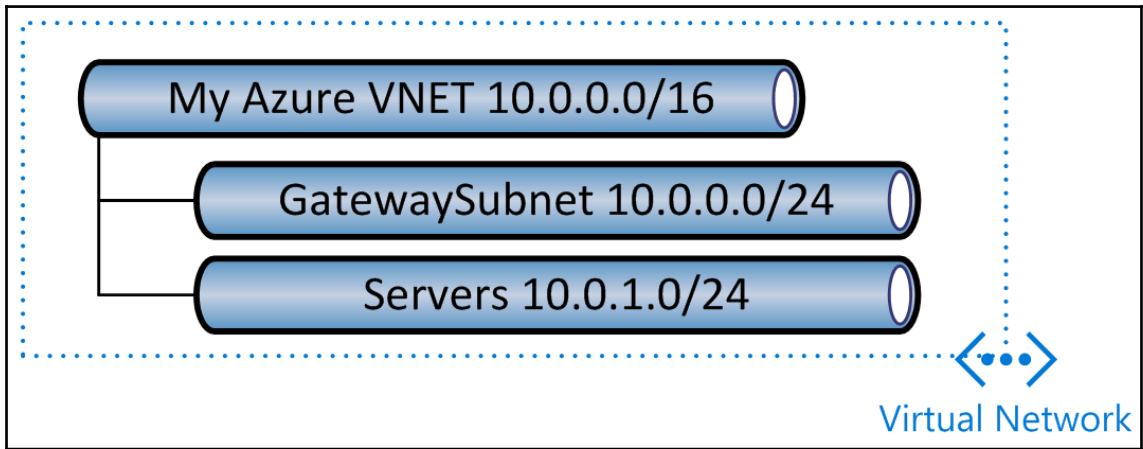 My Azure VNET 10.0.0.0/16
GatewaySubnet 10.0.0.0/24
Servers 10.0.1.0/24
Virtual Network